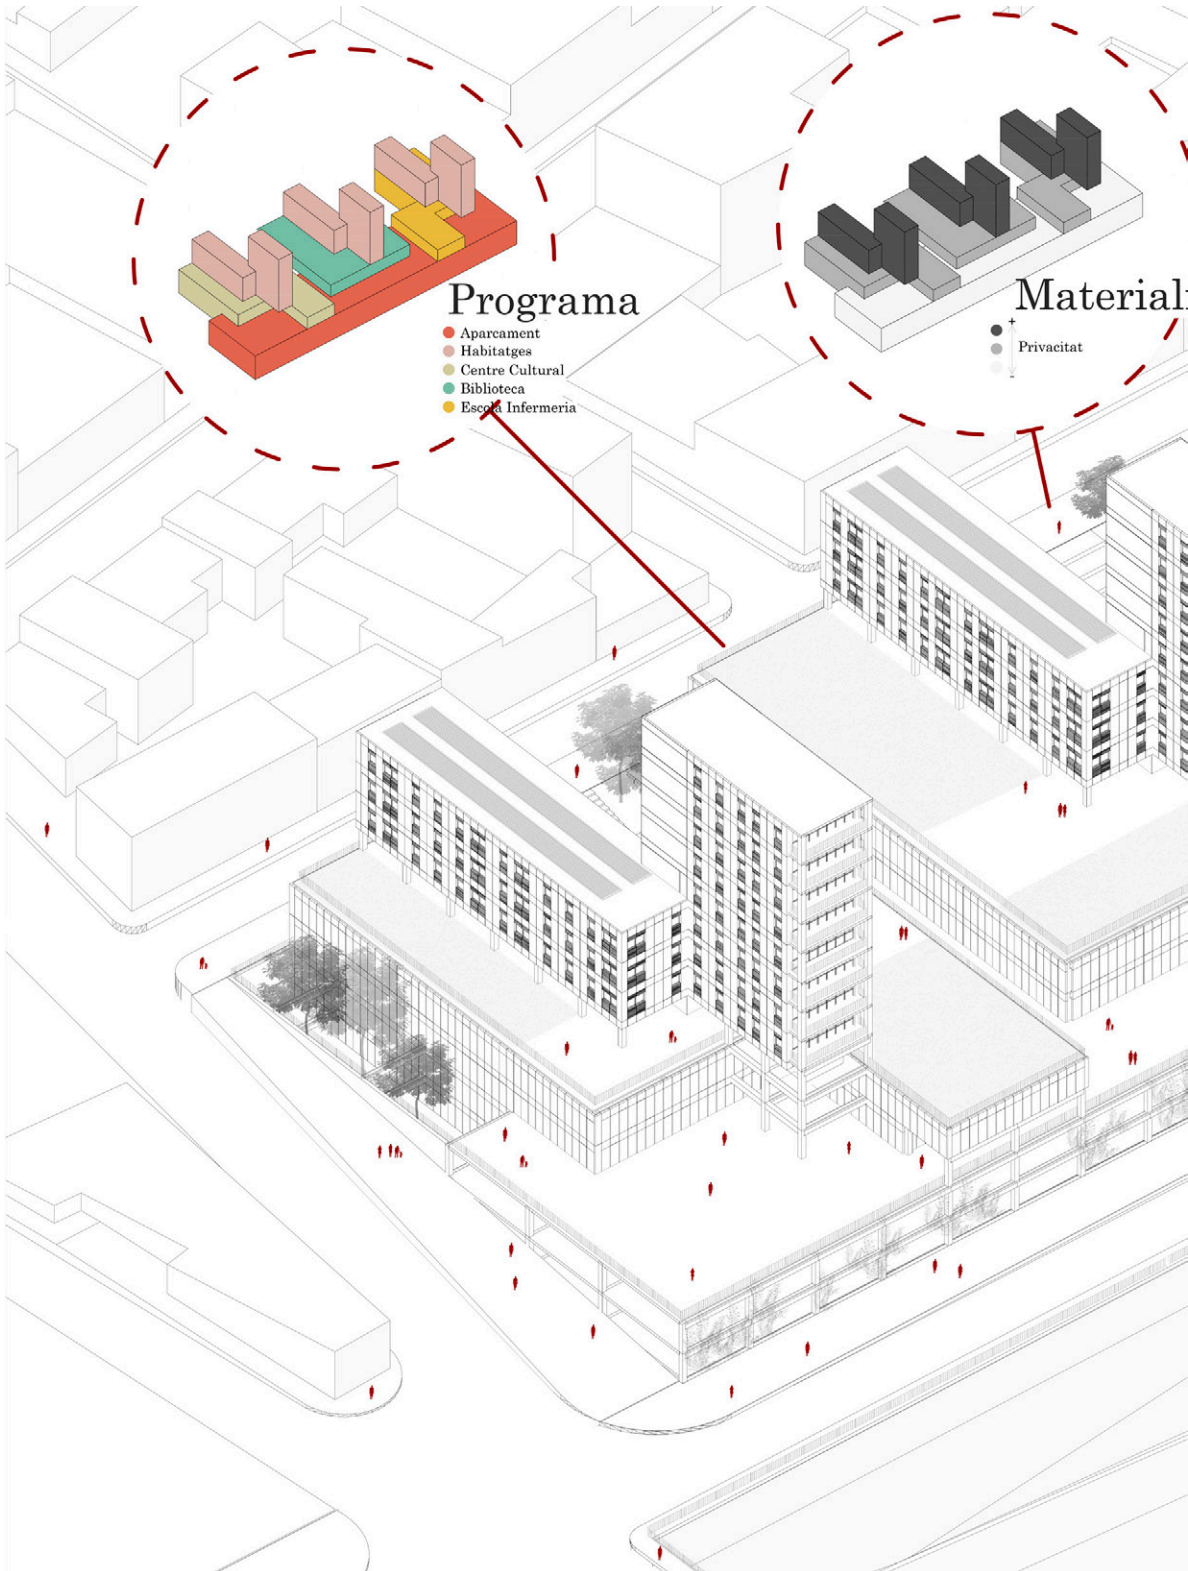 Programa
Aparcament
Habitatges
Centre Cultural
Biblioteca
Escola Infermeria
+
Privacitat
-